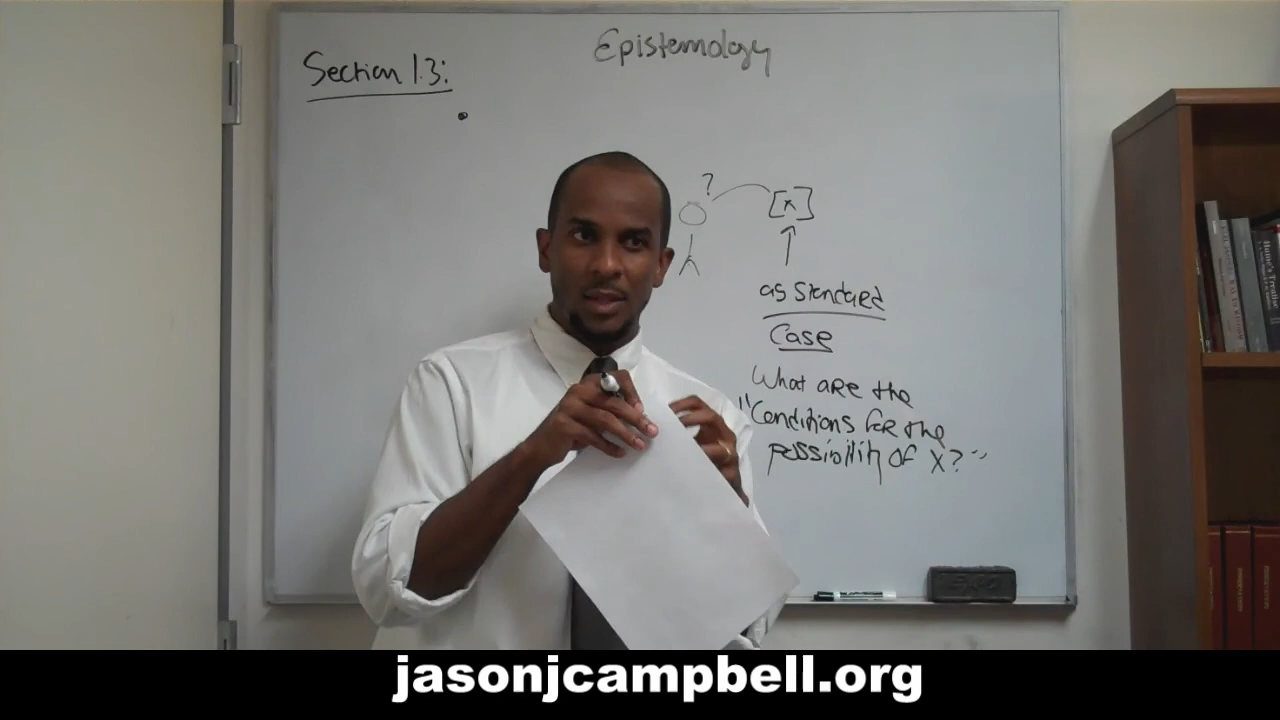 Epistemology
Section 1.3:
?
[x]
as standard
Case
What are the
"Conditions for the
possibility of x?"
jasonjcampbell.org